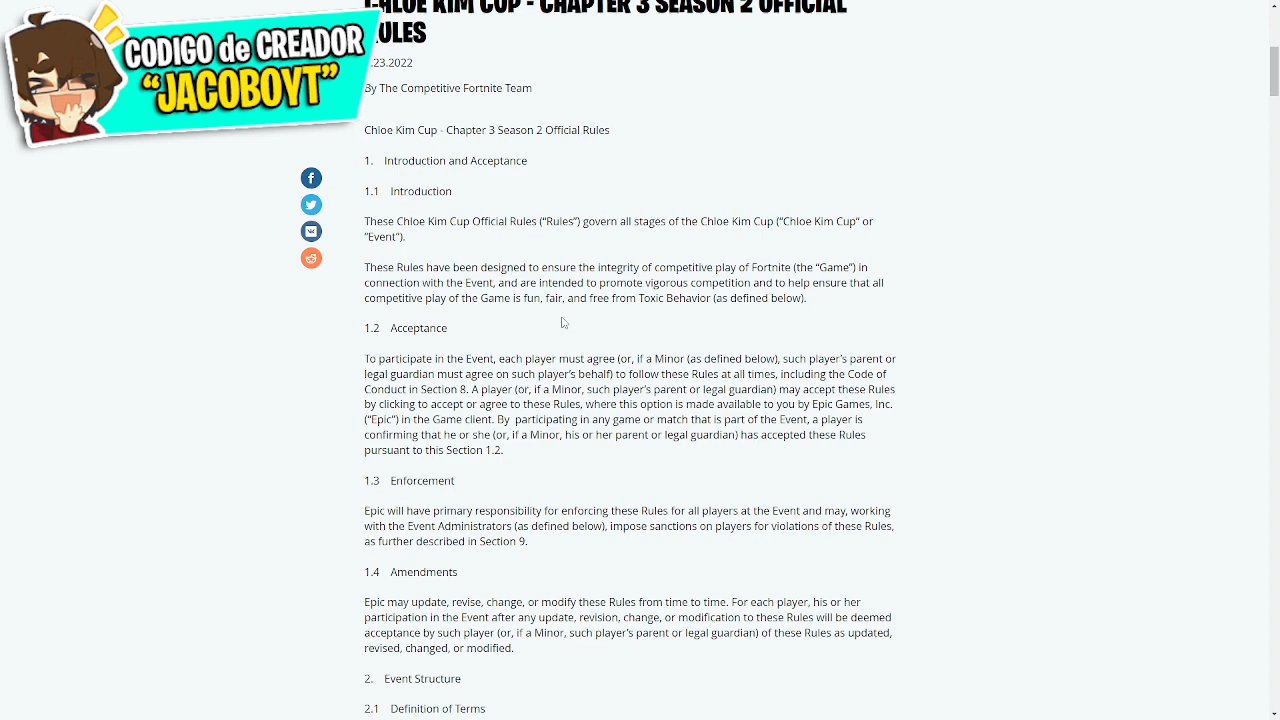 CHLOE KIM CUP - CHAPTER 3 SEASON 2 OFFICIAL
RULES
.23.2022
By The Competitive Fortnite Team
CODIGO de CREADOR
“JACOBOYT”
Chloe Kim Cup - Chapter 3 Season 2 Official Rules
1. Introduction and Acceptance
1.1 Introduction
These Chloe Kim Cup Official Rules (“Rules”) govern all stages of the Chloe Kim Cup (“Chloe Kim Cup“ or
”Event”).
These Rules have been designed to ensure the integrity of competitive play of Fortnite (the “Game”) in
connection with the Event, and are intended to promote vigorous competition and to help ensure that all
competitive play of the Game is fun, fair, and free from Toxic Behavior (as defined below).
1.2 Acceptance
To participate in the Event, each player must agree (or, if a Minor (as defined below), such player’s parent or
legal guardian must agree on such player’s behalf) to follow these Rules at all times, including the Code of
Conduct in Section 8. A player (or, if a Minor, such player’s parent or legal guardian) may accept these Rules
by clicking to accept or agree to these Rules, where this option is made available to you by Epic Games, Inc.
(“Epic”) in the Game client. By participating in any game or match that is part of the Event, a player is
confirming that he or she (or, if a Minor, his or her parent or legal guardian) has accepted these Rules
pursuant to this Section 1.2.
1.3 Enforcement
Epic will have primary responsibility for enforcing these Rules for all players at the Event and may, working
with the Event Administrators (as defined below), impose sanctions on players for violations of these Rules,
as further described in Section 9.
1.4 Amendments
Epic may update, revise, change, or modify these Rules from time to time. For each player, his or her
participation in the Event after any update, revision, change, or modification to these Rules will be deemed
acceptance by such player (or, if a Minor, such player’s parent or legal guardian) of these Rules as updated,
revised, changed, or modified.
2. Event Structure
2.1 Definition of Terms